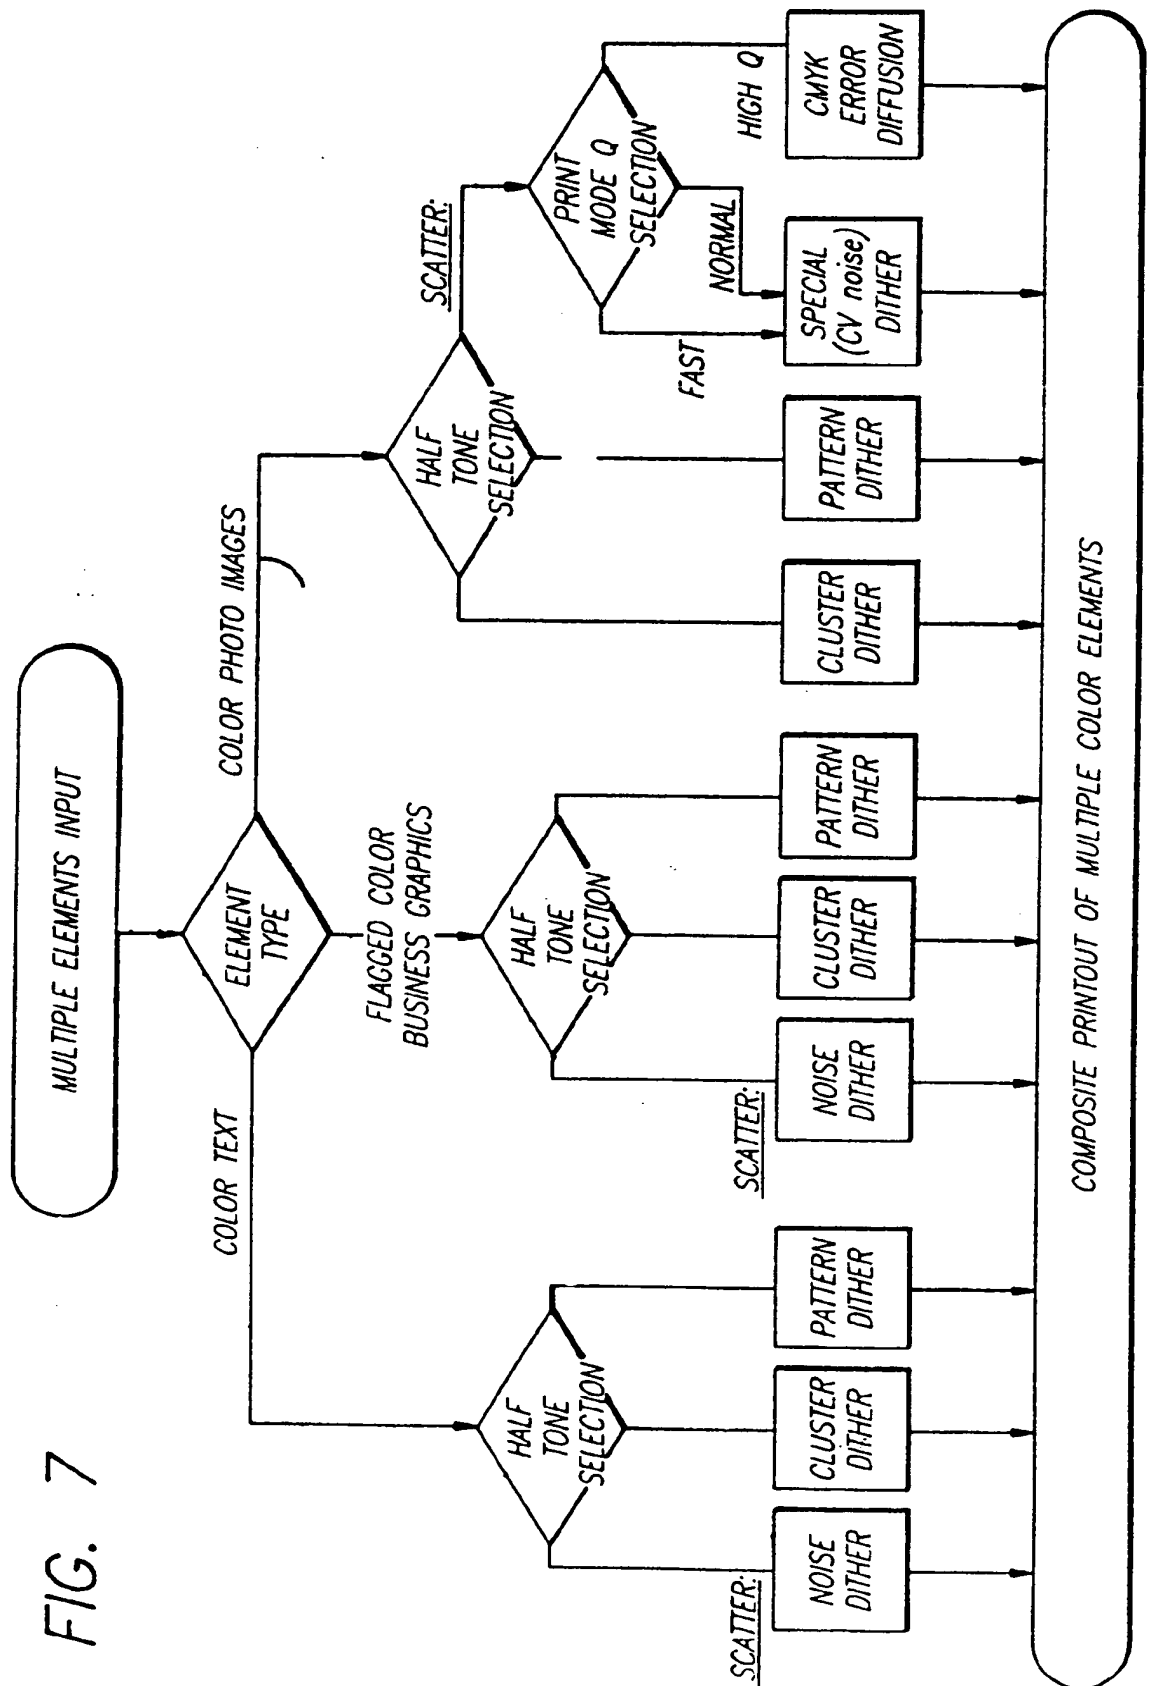 FIG. 7
MULTIPLE ELEMENTS INPUT
ELEMENT
TYPE
COLOR TEXT
FLAGGED COLOR
BUSINESS GRAPHICS
COLOR PHOTO IMAGES
HALF
TONE
SELECTION
HALF
TONE
SELECTION
HALF
TONE
SELECTION
SCATTER:
PRINT
MODE Q
SELECTION
SCATTER:
SCATTER:
FAST
NORMAL
HIGH Q
NOISE
DITHER
CLUSTER
DITHER
PATTERN
DITHER
NOISE
DITHER
CLUSTER
DITHER
PATTERN
DITHER
CLUSTER
DITHER
PATTERN
DITHER
SPECIAL
(CV noise)
DITHER
CMYK
ERROR
DIFFUSION
COMPOSITE PRINTOUT OF MULTIPLE COLOR ELEMENTS